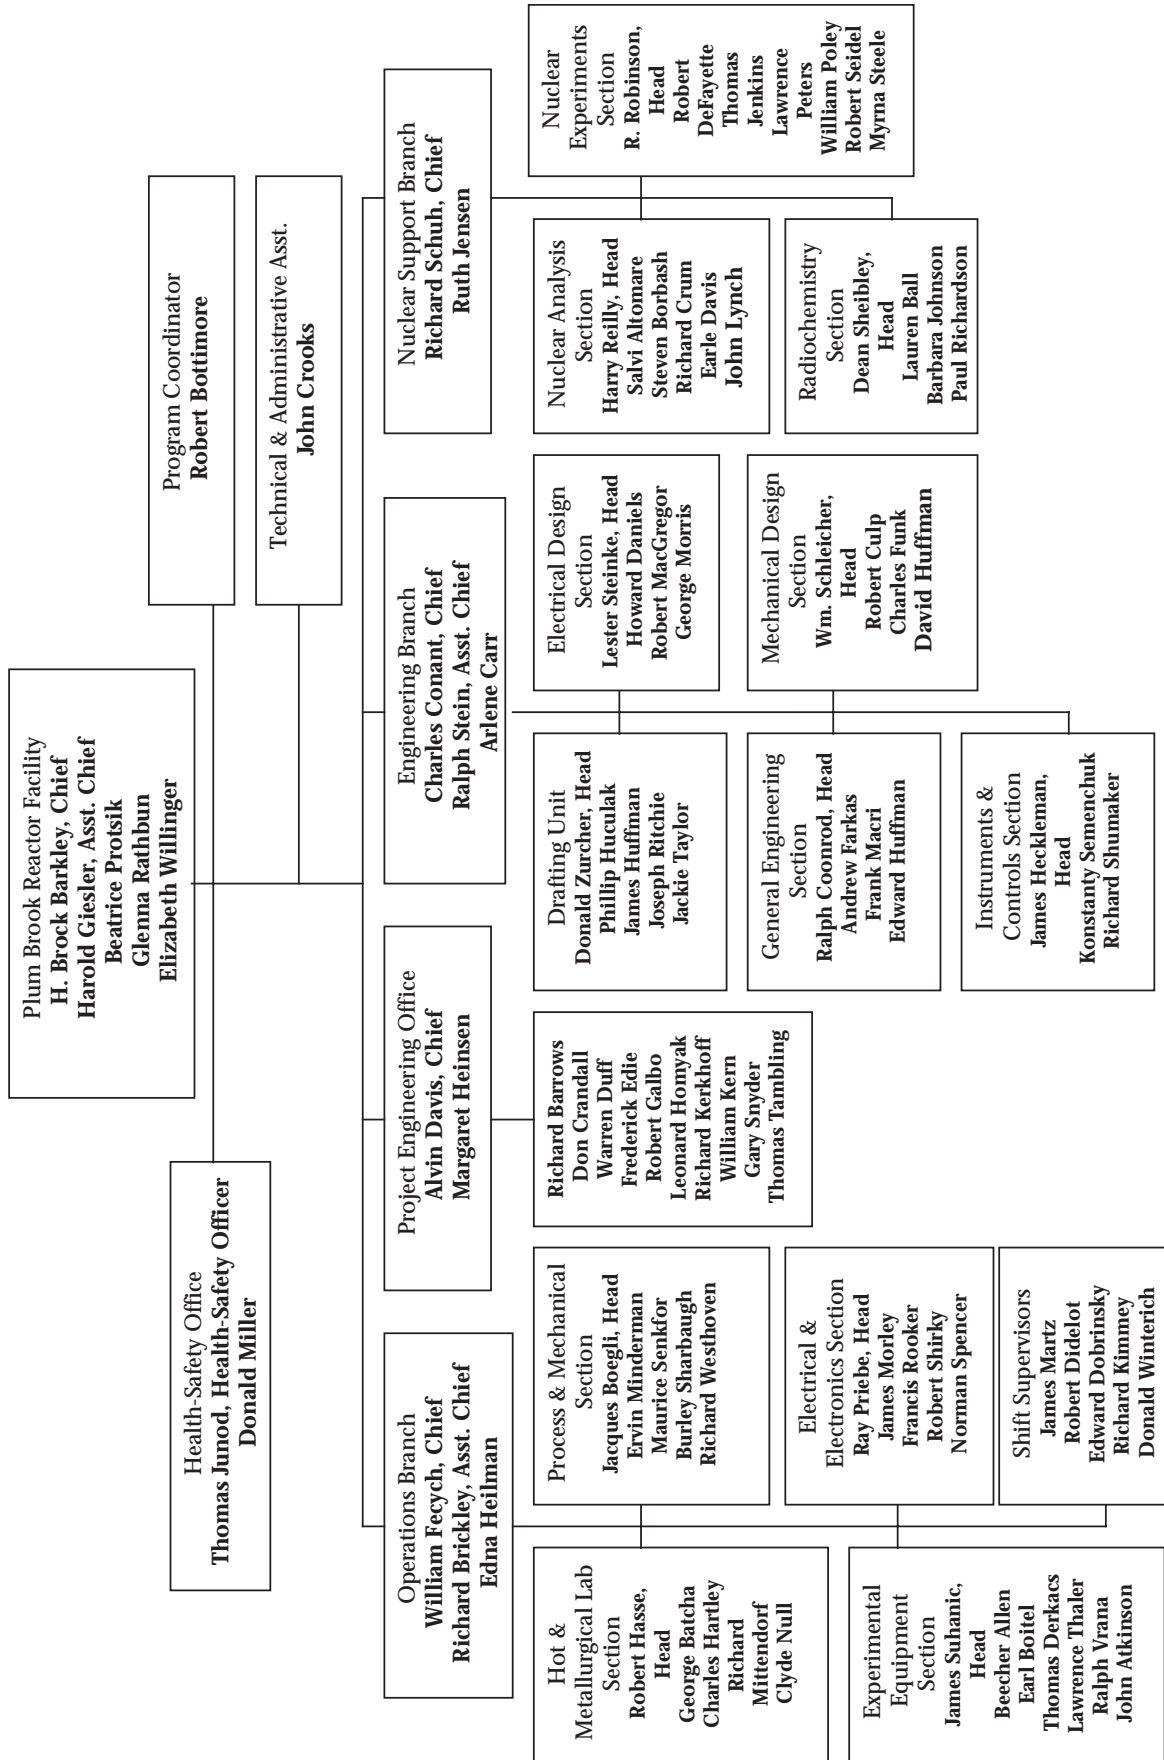 Plum Brook Reactor Facility
H. Brock Barkley, Chief
Harold Giesler, Asst. Chief
Beatrice Protsik
Glenna Rathbun
Elizabeth Willinger
Health-Safety Office
Thomas Junod, Health-Safety Officer
Donald Miller
Program Coordinator
Robert Bottimore
Technical & Administrative Asst.
John Crooks
Operations Branch
William Fecych, Chief
Richard Brickley, Asst. Chief
Edna Heilman
Project Engineering Office
Alvin Davis, Chief
Margaret Heinsen
Engineering Branch
Charles Conant, Chief
Ralph Stein, Asst. Chief
Arlene Carr
Nuclear Support Branch
Richard Schuh, Chief
Ruth Jensen
Hot &
Metallurgical Lab
Section
Robert Hasse,
Head
George Batcha
Charles Hartley
Richard
Mittendorf
Clyde Null
Process & Mechanical
Section
Jacques Boegli, Head
Ervin Minderman
Maurice Senkfor
Burley Sharbaugh
Richard Westhoven
Experimental
Equipment
Section
James Suhanic,
Head
Beecher Allen
Earl Boitel
Thomas Derkacs
Lawrence Thaler
Ralph Vrana
John Atkinson
Electrical &
Electronics Section
Ray Priebe, Head
James Morley
Francis Rooker
Robert Shirky
Norman Spencer
Shift Supervisors
James Martz
Robert Didelot
Edward Dobrinsky
Richard Kimmey
Donald Winterich
Richard Barrows
Don Crandall
Warren Duff
Frederick Edie
Robert Galbo
Leonard Homyak
Richard Kerkhoff
William Kern
Gary Snyder
Thomas Tambling
Drafting Unit
Donald Zurcher, Head
Phillip Huculak
James Huffman
Joseph Ritchie
Jackie Taylor
Electrical Design
Section
Lester Steinke, Head
Howard Daniels
Robert MacGregor
George Morris
General Engineering
Section
Ralph Coonrod, Head
Andrew Farkas
Frank Macri
Edward Huffman
Mechanical Design
Section
Wm. Schleicher,
Head
Robert Culp
Charles Funk
David Huffman
Instruments &
Controls Section
James Heckleman,
Head
Konstanty Semenchuk
Richard Shumaker
Nuclear Analysis
Section
Harry Reilly, Head
Salvi Altomare
Steven Borbash
Richard Crum
Earle Davis
John Lynch
Nuclear
Experiments
Section
R. Robinson,
Head
Robert
DeFayette
Thomas
Jenkins
Lawrence
Peters
William Poley
Robert Seidel
Myrna Steele
Radiochemistry
Section
Dean Sheibley,
Head
Lauren Ball
Barbara Johnson
Paul Richardson